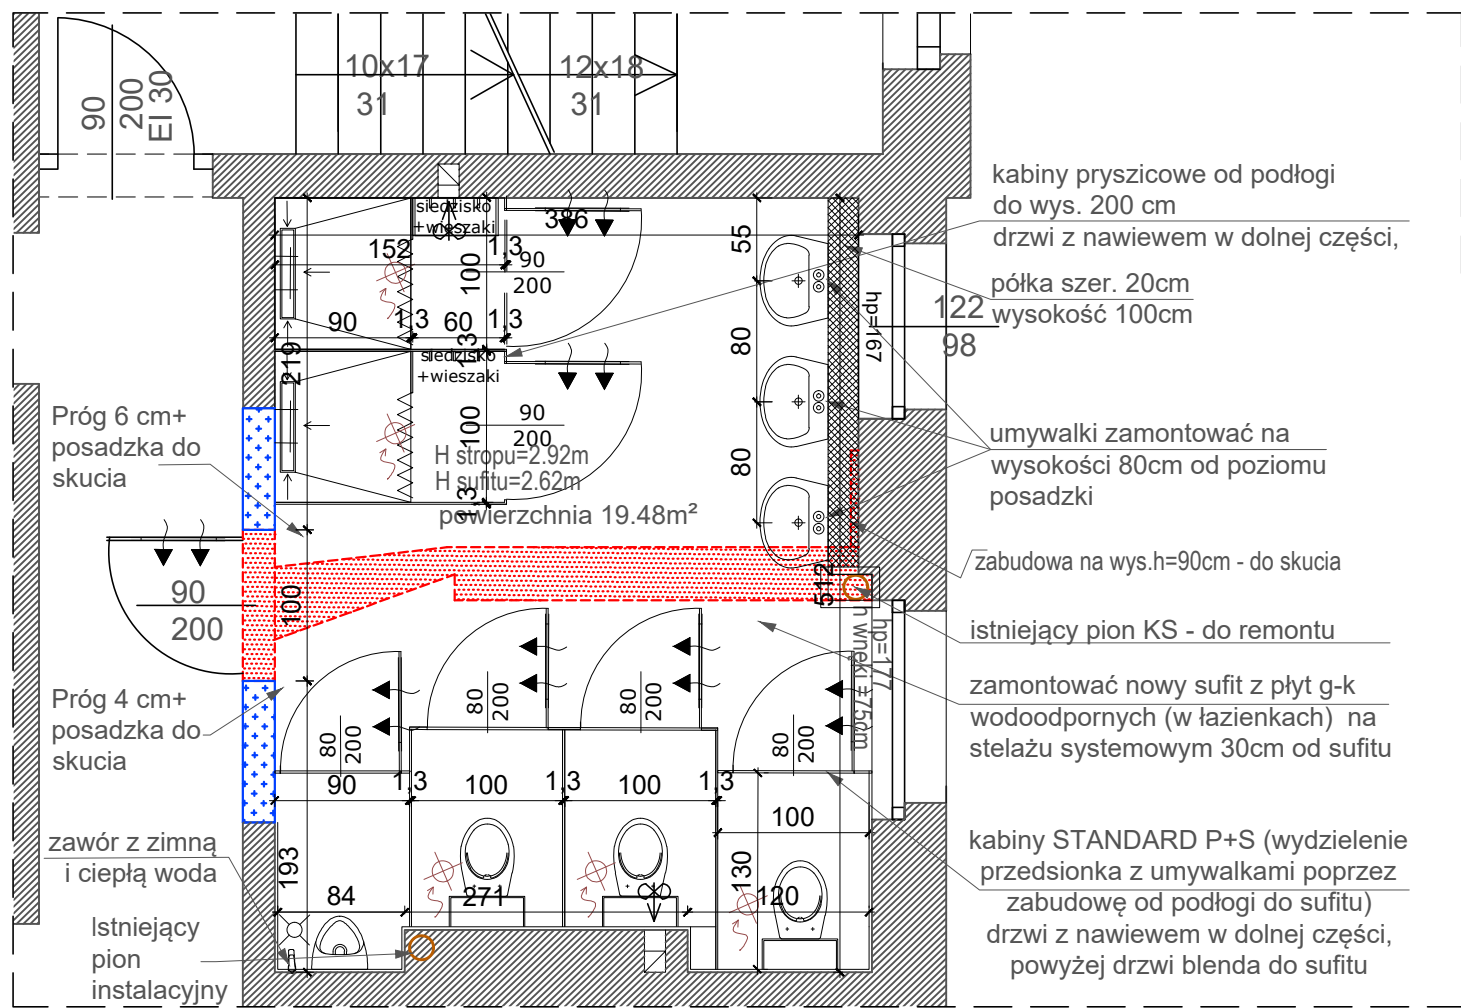 90
200
EI 30
10x17
31
12x18
31
siedzisko
+wieszaki
386
152
1,3
90
200
100
90
1,3
60
1,3
1,3
siedzisko
+wieszaki
219
100
90
200
H stropu=2.92m
H sufitu=2.62m
1,3
powierzchnia 19.48m²
55
80
80
hp=167
122
98
512
hp=177
h wneki =75cm
kabiny pryszicowe od podłogi
do wys. 200 cm
drzwi z nawiewem w dolnej części,
półka szer. 20cm
wysokość 100cm
umywalki zamontować na
wysokości 80cm od poziomu
posadzki
zabudowa na wys.h=90cm - do skucia
istniejący pion KS - do remontu
zamontować nowy sufit z płyt g-k
wodoodpornych (w łazienkach) na
stelażu systemowym 30cm od sufitu
kabiny STANDARD P+S (wydzielenie
przedsionka z umywalkami poprzez
zabudowę od podłogi do sufitu)
drzwi z nawiewem w dolnej części,
powyżej drzwi blenda do sufitu
Próg 6 cm+
posadzka do
skucia
90
200
100
Próg 4 cm+
posadzka do
skucia
80
200
80
200
80
200
80
200
90
1,3
100
1,3
100
1,3
100
193
130
84
271
120
zawór z zimną
i ciepłą woda
Istniejący
pion
instalacyjny